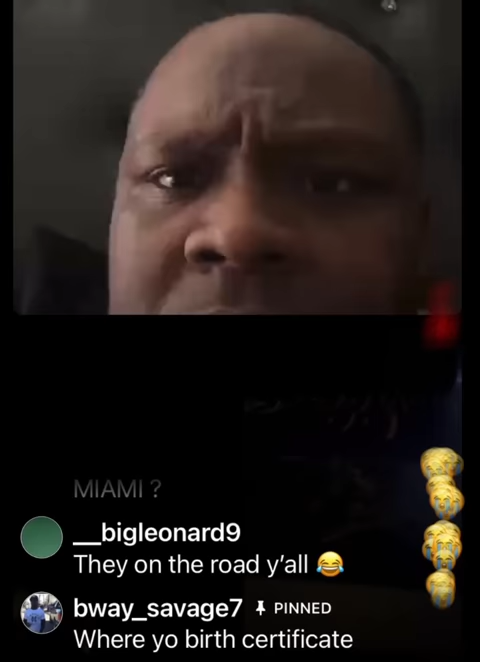 MIAMI ?
__bigleonard9
They on the road y'all 😂
bway_savage7 PINNED
Where yo birth certificate